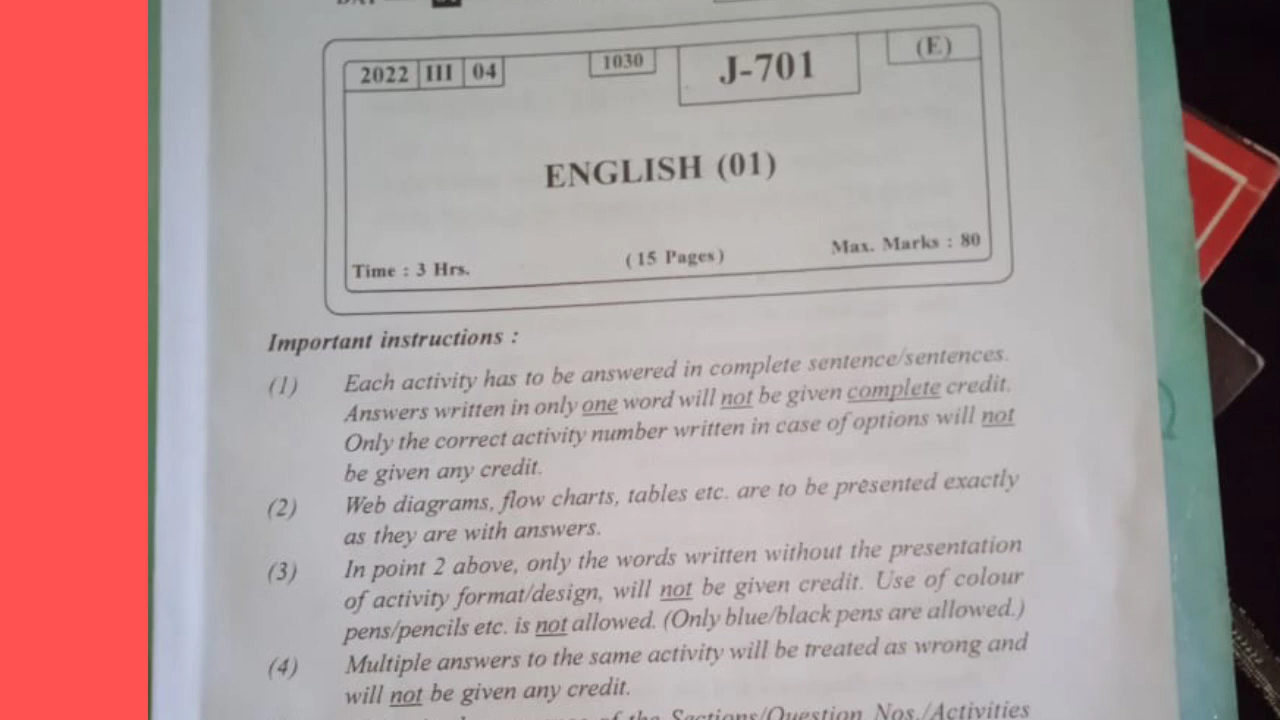 2022 III 04 1030 J-701 (E)
ENGLISH (01)
Time : 3 Hrs. (15 Pages) Max. Marks : 80
Important instructions :
(1) Each activity has to be answered in complete sentence/sentences.
Answers written in only one word will not be given complete credit.
Only the correct activity number written in case of options will not
be given any credit.
(2) Web diagrams, flow charts, tables etc. are to be presented exactly
as they are with answers.
(3) In point 2 above, only the words written without the presentation
of activity format/design, will not be given credit. Use of colour
pens/pencils etc. is not allowed. (Only blue/black pens are allowed.)
(4) Multiple answers to the same activity will be treated as wrong and
will not be given any credit.
of the Sections/Question Nos./Activities